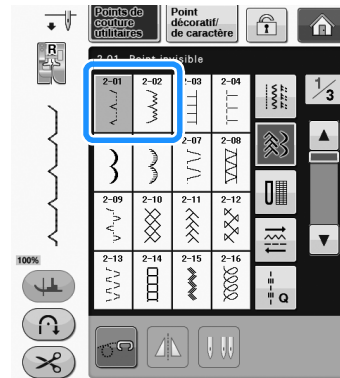 Points de couture utilitaires
Point décoratif/ de caractère
R
2-01 Point invisible
2-01 2-02 2-03 2-04
1/3
2-07 2-08
2-09 2-10 2-11 2-12
100%
2-13 2-14 2-15 2-16
Q